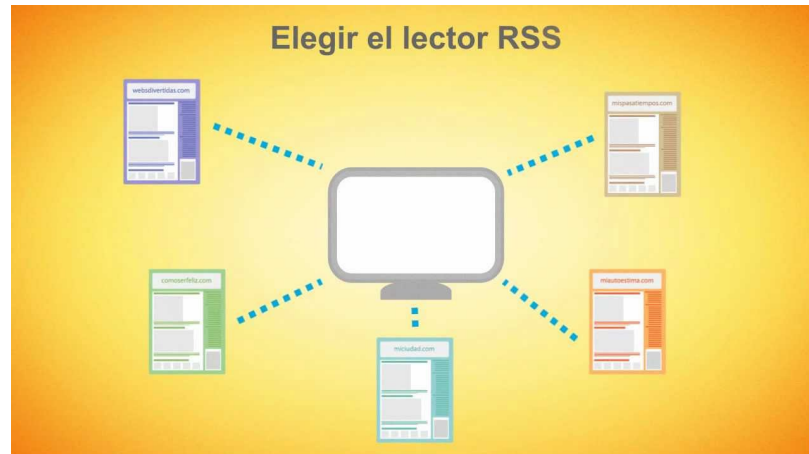 Elegir el lector RSS
websdivertidas.com
mispasatiempos.com
comoserfeliz.com
miautoestima.com
miciudad.com